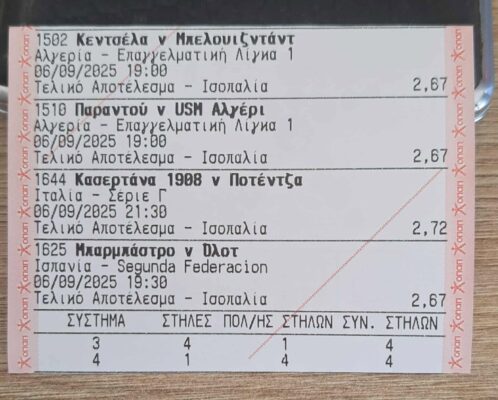 1502 Κεντσέλα v Μπελουιζντάντ
Αλγερία - Επαγγελματική Λίγκα 1
06/09/2025 19:00
Τελικό Αποτέλεσμα - Ισοπαλία 2,67
1510 Παραντού v USM Αλγέρι
Αλγερία - Επαγγελματική Λίγκα 1
06/09/2025 19:00
Τελικό Αποτέλεσμα - Ισοπαλία 2,67
1644 Κασερτάνα 1908 v Ποτέντζα
Ιταλία - Σέριε Γ
06/09/2025 21:30
Τελικό Αποτέλεσμα - Ισοπαλία 2,72
1625 Μπαρμπάστρο v Όλοτ
Ισπανία - Segunda Federacion
06/09/2025 19:30
Τελικό Αποτέλεσμα - Ισοπαλία 2,67
ΣΥΣΤΗΜΑ ΣΤΗΛΕΣ ΠΟΛ/ΗΣ ΣΤΗΛΩΝ ΣΥΝ. ΣΤΗΛΩΝ
3 4 1 4
4 1 4 4